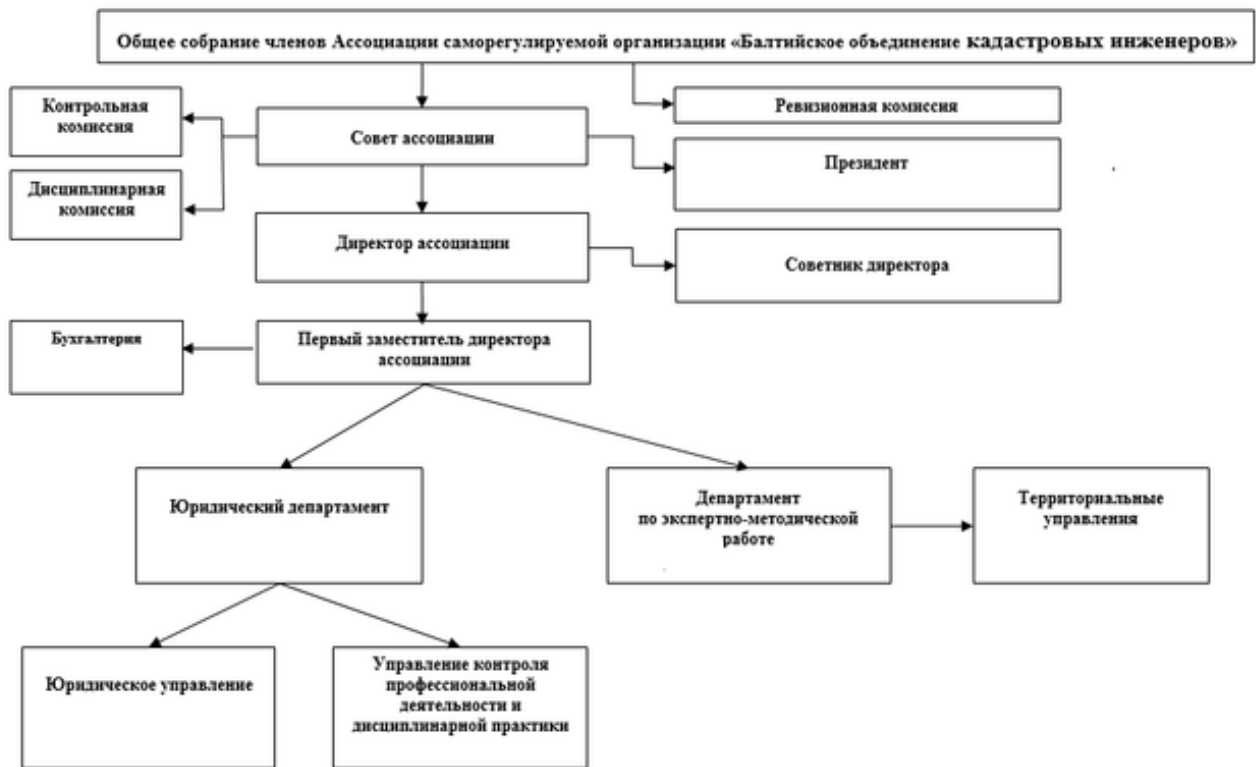 Общее собрание членов Ассоциации саморегулируемой организации «Балтийское объединение кадастровых инженеров»
Контрольная
комиссия
Совет ассоциации
Ревизионная комиссия
Президент
Дисциплинарная
комиссия
Директор ассоциации
Советник директора
Бухгалтерия
Первый заместитель директора
ассоциации
Юридический департамент
Департамент
по экспертно-методической
работе
Территориальные
управления
Юридическое управление
Управление контроля
профессиональной
деятельности и
дисциплинарной практики